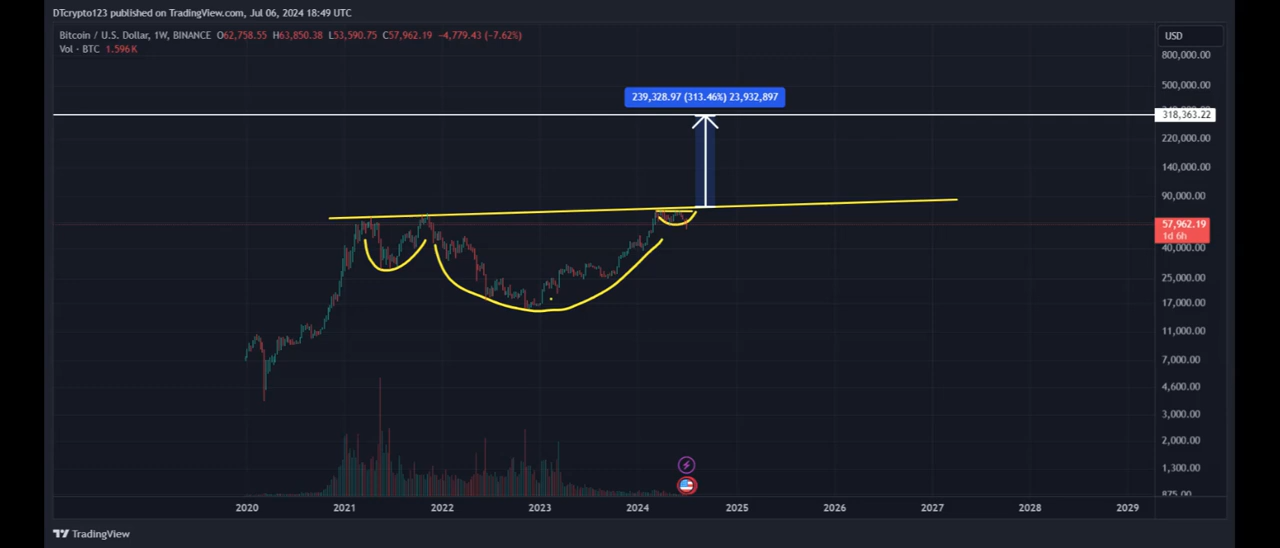 DTcrypto123 published on TradingView.com, Jul 06, 2024 18:49 UTC
Bitcoin / U.S. Dollar, 1W, BINANCE O62,758.55 H63,850.38 L53,590.75 C57,962.19 −4,779.43 (−7.62%)
Vol · BTC 1.596K
USD
800,000.00
500,000.00
239,328.97 (313.46%) 23,932,897
318,363.22
220,000.00
140,000.00
90,000.00
57,962.19
1d 6h
40,000.00
25,000.00
17,000.00
11,000.00
7,000.00
4,600.00
3,000.00
2,000.00
1,300.00
875.00
2020 2021 2022 2023 2024 2025 2026 2027 2028 2029
TradingView